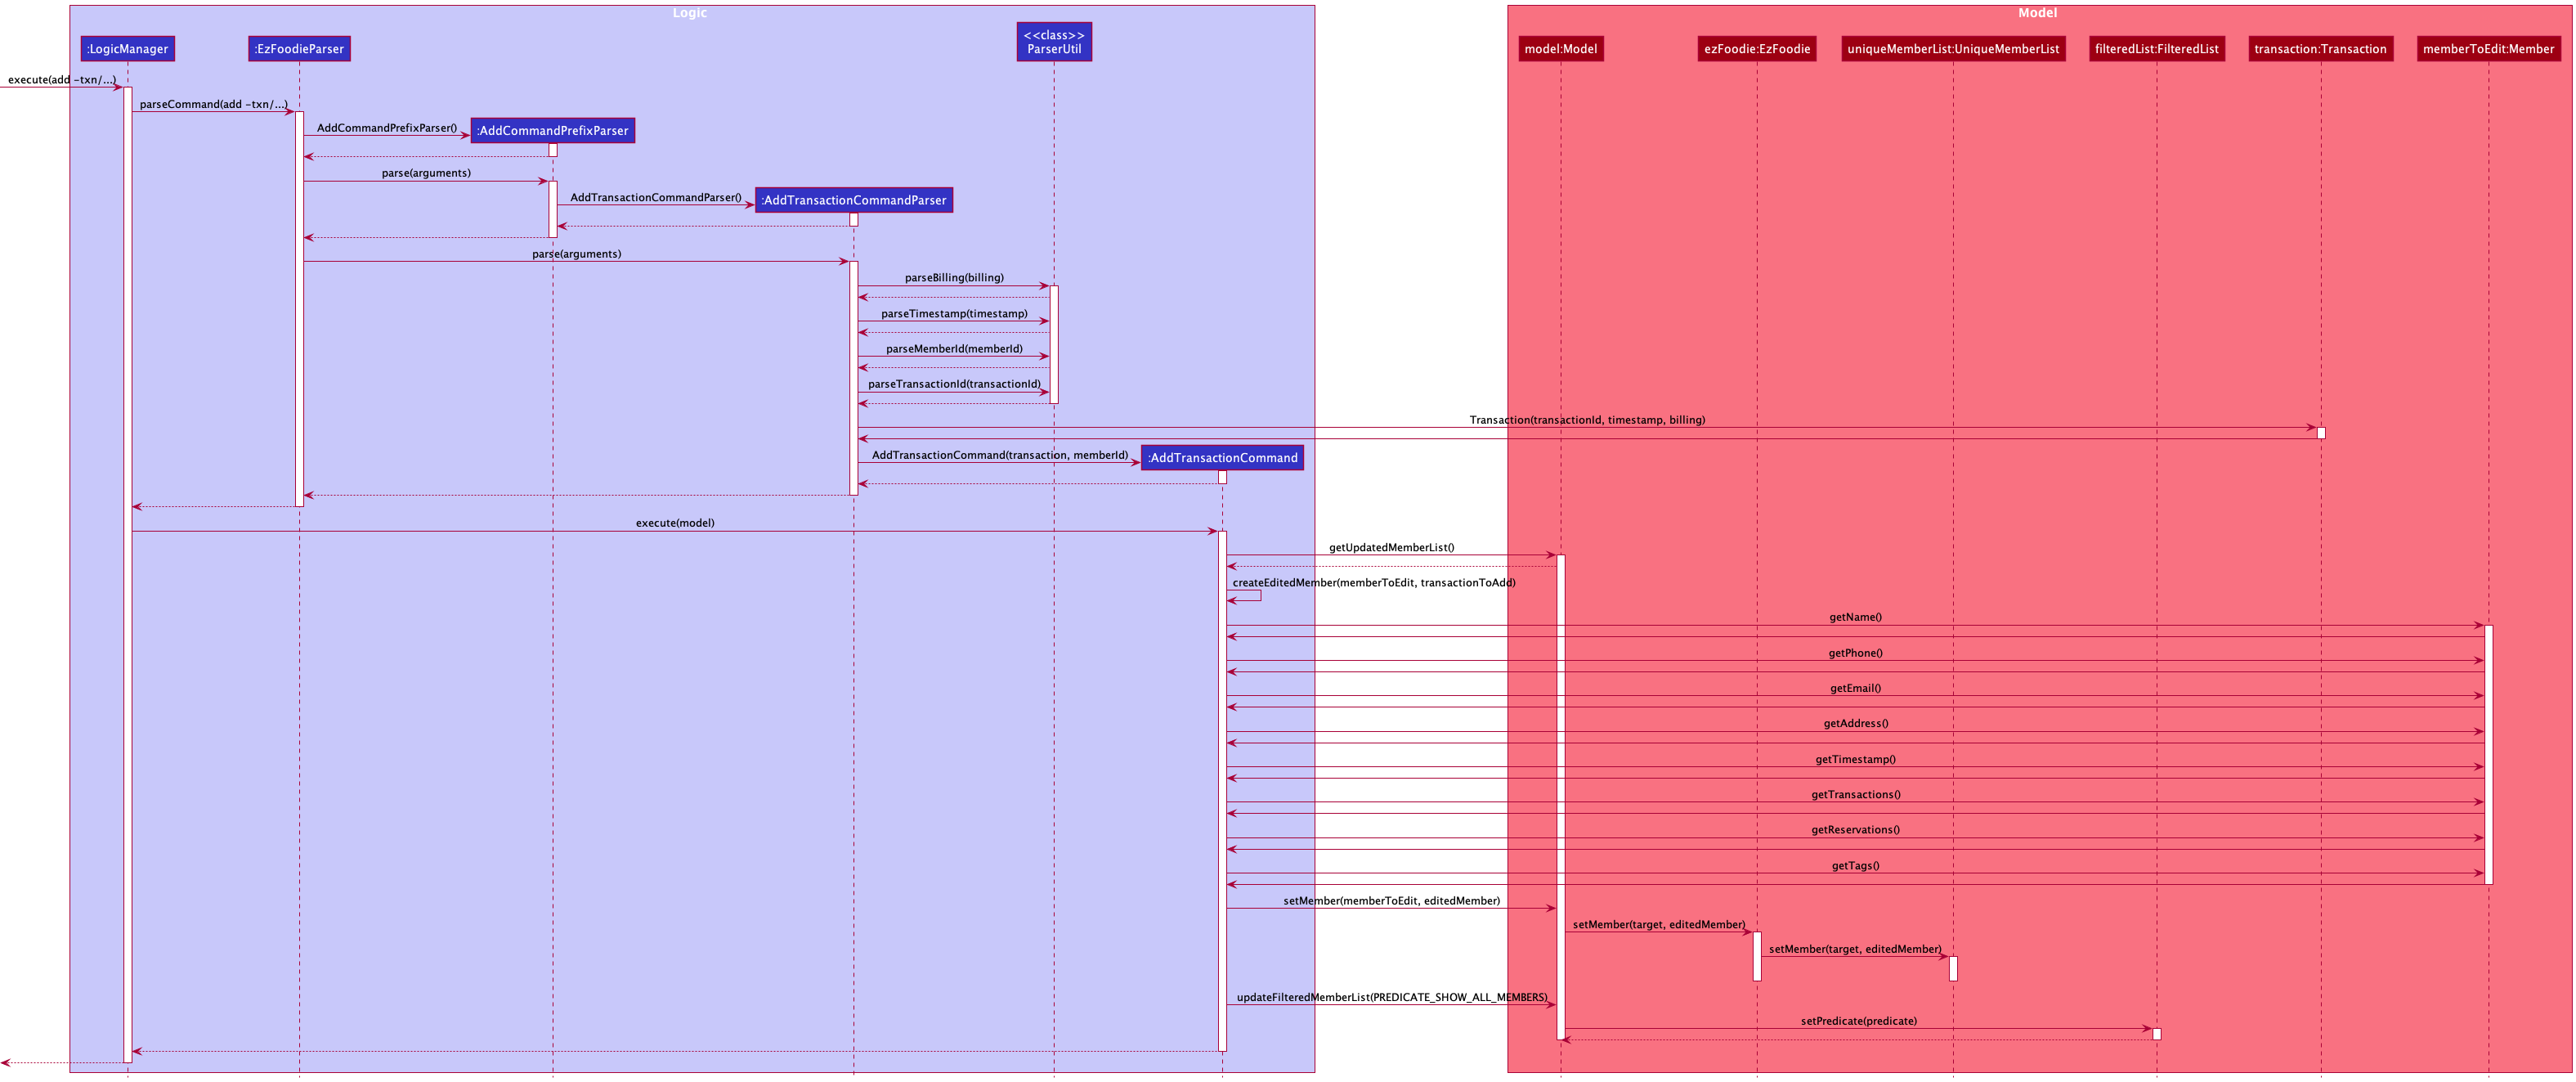 Logic
Model
:LogicManager
:EzFoodieParser
<<class>>
ParserUtil
model:Model
ezFoodie:EzFoodie
uniqueMemberList:UniqueMemberList
filteredList:FilteredList
transaction:Transaction
memberToEdit:Member
execute(add -txn/...)
parseCommand(add -txn/...)
AddCommandPrefixParser()
:AddCommandPrefixParser
parse(arguments)
AddTransactionCommandParser()
:AddTransactionCommandParser
parse(arguments)
parseBilling(billing)
parseTimestamp(timestamp)
parseMemberId(memberId)
parseTransactionId(transactionId)
Transaction(transactionId, timestamp, billing)
AddTransactionCommand(transaction, memberId)
:AddTransactionCommand
execute(model)
getUpdatedMemberList()
createEditedMember(memberToEdit, transactionToAdd)
getName()
getPhone()
getEmail()
getAddress()
getTimestamp()
getTransactions()
getReservations()
getTags()
setMember(memberToEdit, editedMember)
setMember(target, editedMember)
setMember(target, editedMember)
updateFilteredMemberList(PREDICATE_SHOW_ALL_MEMBERS)
setPredicate(predicate)